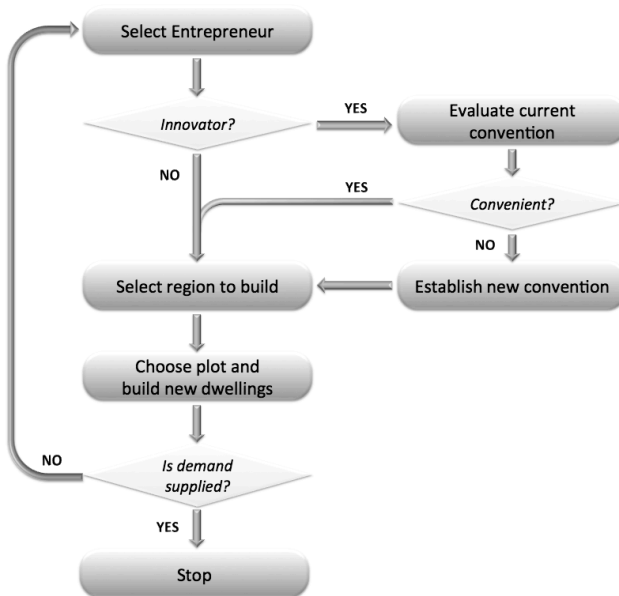 Select Entrepreneur
Innovator?
YES
Evaluate current
convention
NO
YES
Convenient?
NO
Select region to build
Establish new convention
Choose plot and
build new dwellings
NO
Is demand
supplied?
YES
Stop